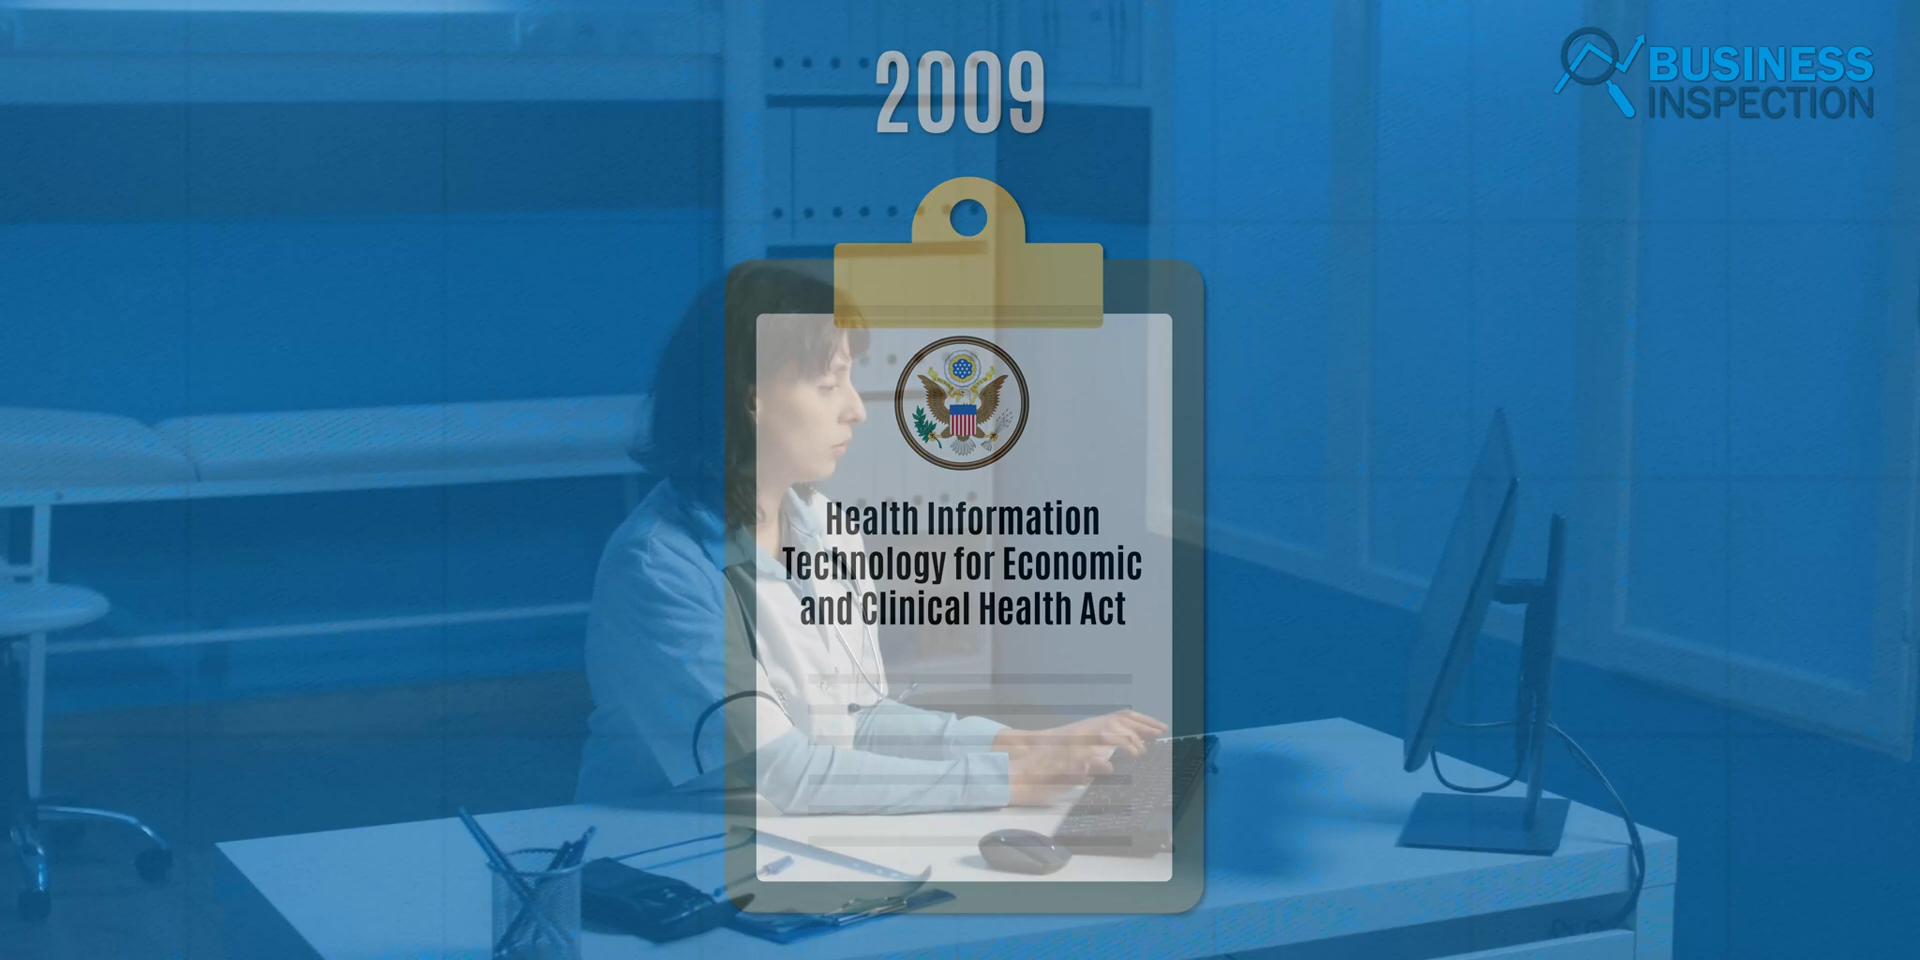 2009
BUSINESS
INSPECTION
Health Information
Technology for Economic
and Clinical Health Act